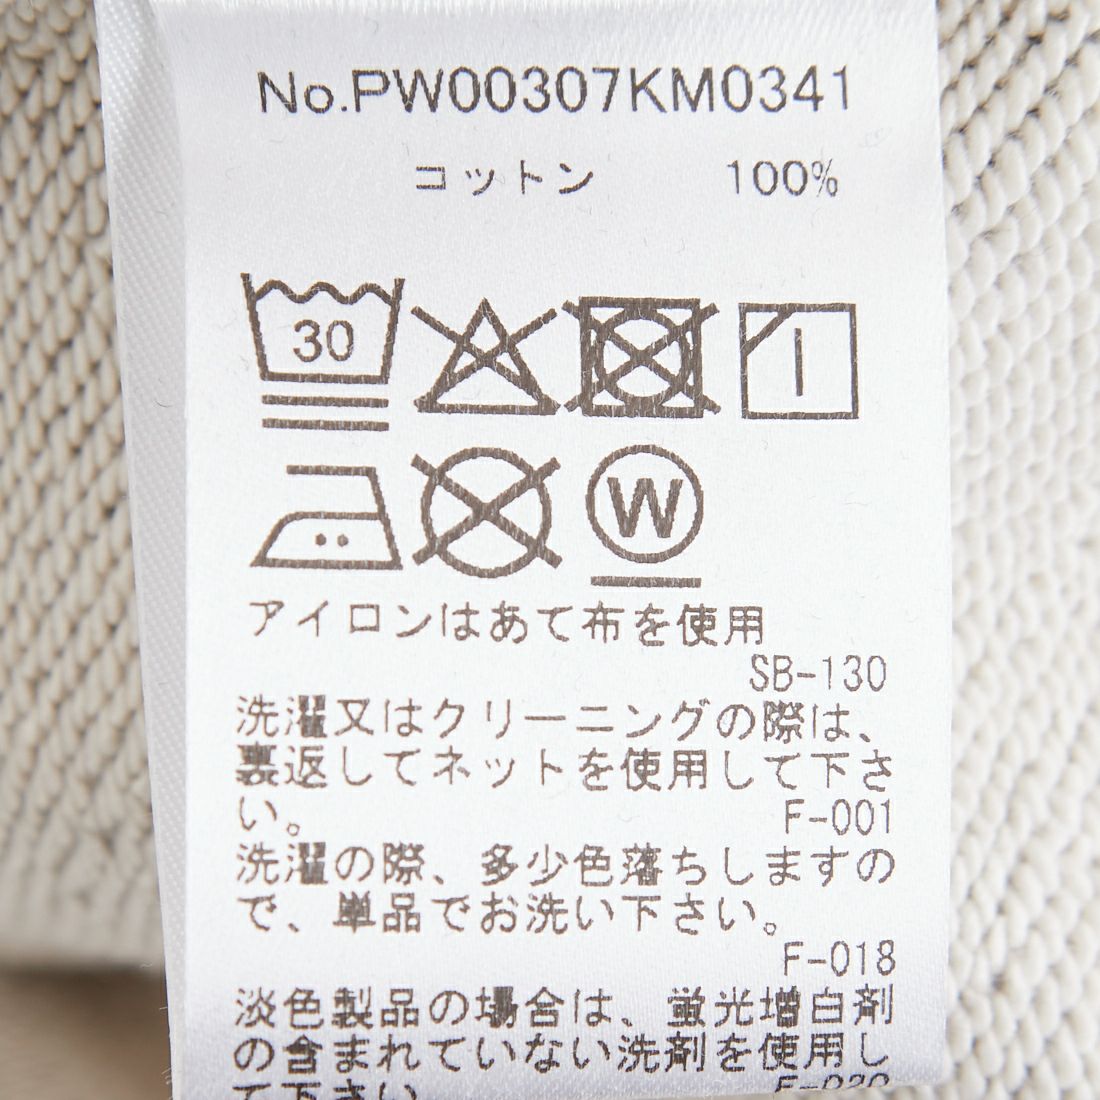 No.PW00307KM0341
コットン 100%
30
W
アイロンはあて布を使用
SB-130
洗濯又はクリーニングの際は、
裏返してネットを使用して下さ
い。 F-001
洗濯の際、多少色落ちしますの
で、単品でお洗い下さい。
F-018
淡色製品の場合は、蛍光増白剤
の含まれていない洗剤を使用し
て下さい。 F-020